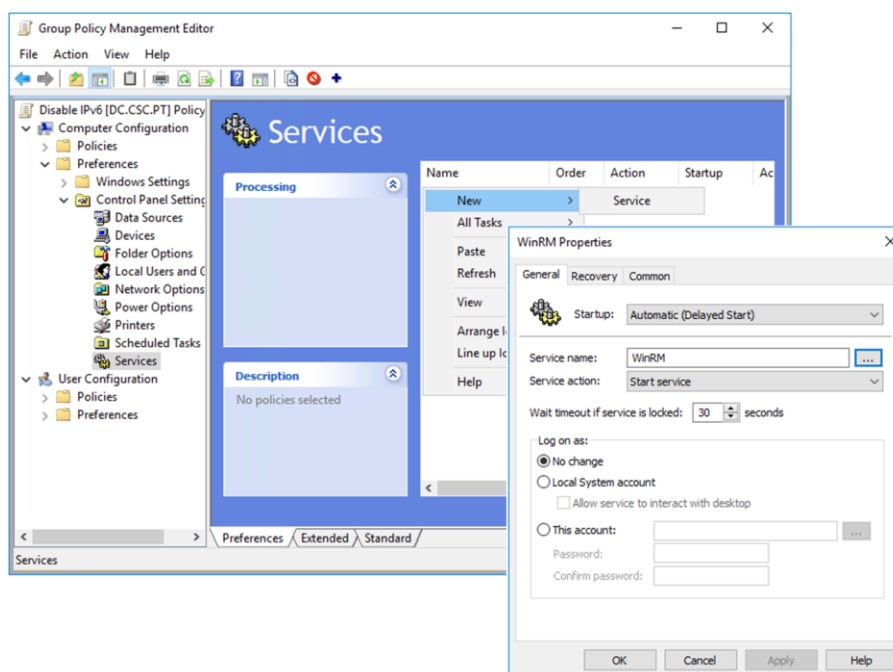 Group Policy Management Editor
File Action View Help
Disable IPv6 [DC.CSC.PT] Policy
Computer Configuration
Policies
Preferences
Windows Settings
Control Panel Setting
Data Sources
Devices
Folder Options
Local Users and G
Network Options
Power Options
Printers
Scheduled Tasks
Services
User Configuration
Policies
Preferences
Services
Processing
Description
No policies selected
Name Order Action Startup Ac
New Service
All Tasks
Paste
Refresh
View
Arrange I
Line up Ic
Help
Preferences Extended Standard
Services
WinRM Properties
General Recovery Common
Startup: Automatic (Delayed Start)
Service name: WinRM ...
Service action: Start service
Wait timeout if service is locked: 30 seconds
Log on as:
No change
Local System account
Allow service to interact with desktop
This account: ...
Password:
Confirm password:
OK Cancel Apply Help